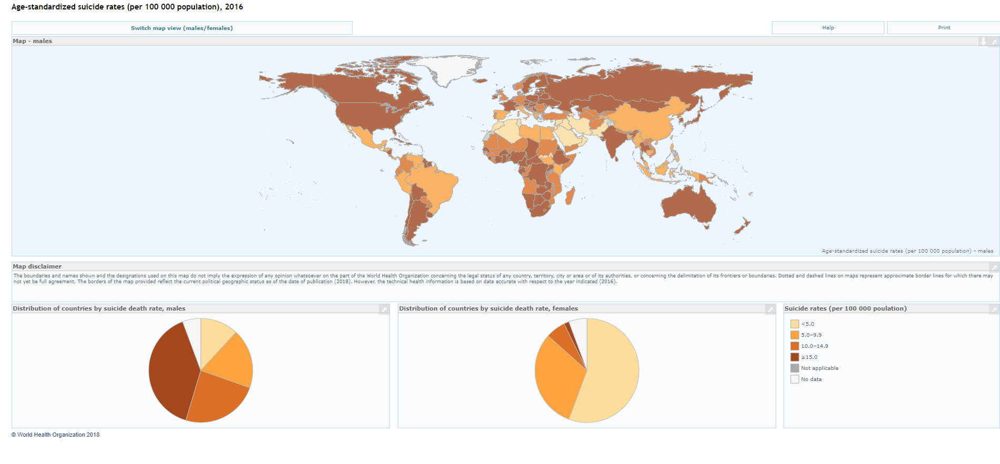 Age-standardized suicide rates (per 100 000 population), 2016
Switch map view (males/females)
Help
Print
Map - males
Age-standardized suicide rates (per 100 000 population) - males
Map disclaimer
The boundaries and names shown and the designations used on this map do not imply the expression of any opinion whatsoever on the part of the World Health Organization concerning the legal status of any country, territory, city or area or of its authorities, or concerning the delimitation of its frontiers or boundaries. Dotted and dashed lines on maps represent approximate border lines for which there may
not yet be full agreement. The borders of the map provided reflect the current political geographic status as of the date of publication (2018). However, the technical health information is based on data accurate with respect to the year indicated (2016).
Distribution of countries by suicide death rate, males
Distribution of countries by suicide death rate, females
Suicide rates (per 100 000 poulation)
<5.0
5.0–9.9
10.0–14.9
≥15.0
Not applicable
No data
© World Health Organization 2018